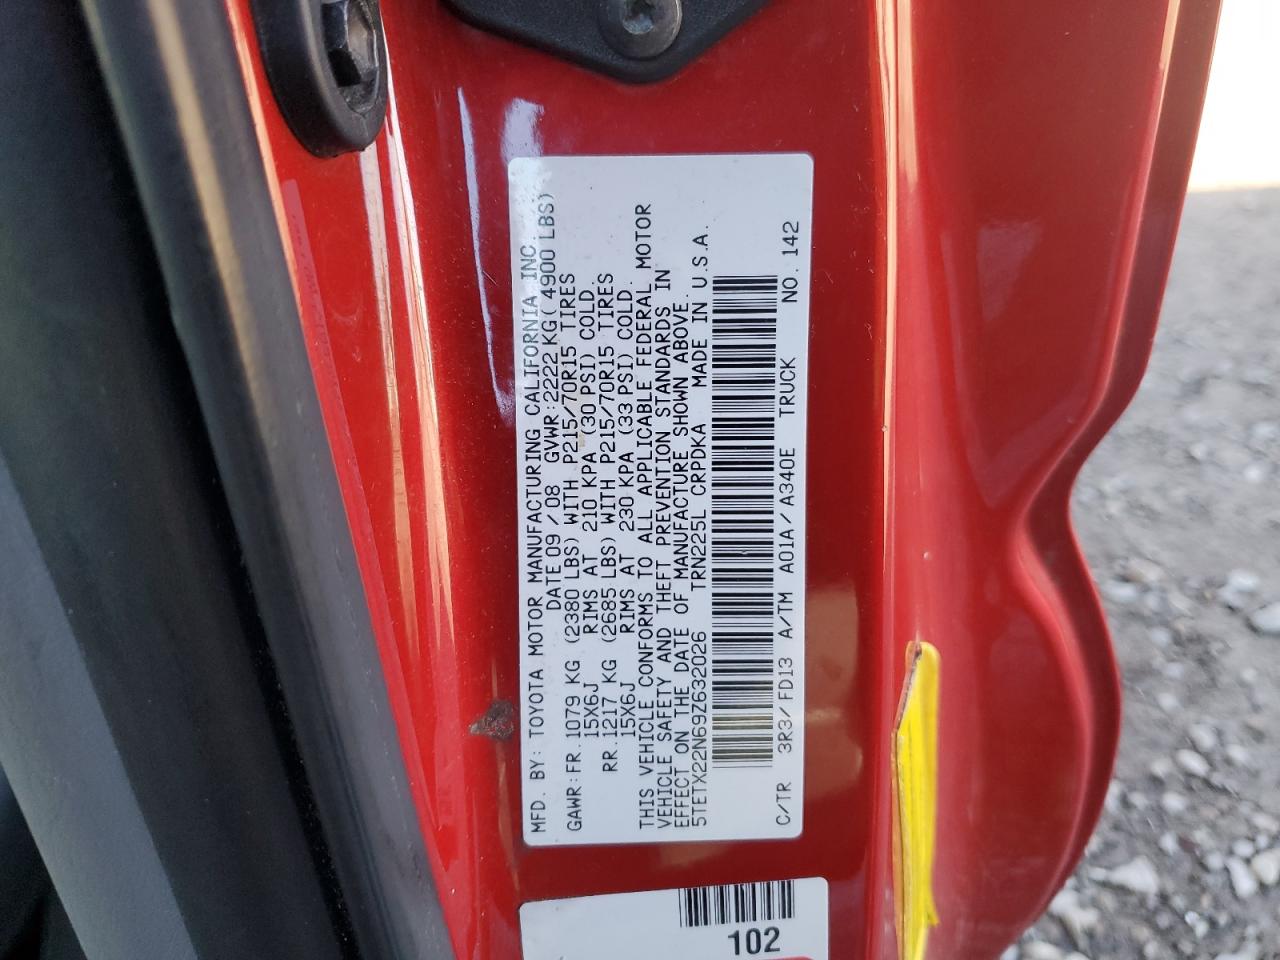 MFD. BY: TOYOTA MOTOR MANUFACTURING CALIFORNIA INC.
DATE 09 / 08 GVWR: 2222 KG( 4900 LBS)
GAWR: FR. 1079 KG (2380 LBS) WITH P215/70R15 TIRES
15X6J RIMS AT 210 KPA (30 PSI) COLD.
RR. 1217 KG (2685 LBS) WITH P215/70R15 TIRES
15X6J RIMS AT 230 KPA (33 PSI) COLD.
THIS VEHICLE CONFORMS TO ALL APPLICABLE FEDERAL MOTOR
VEHICLE SAFETY AND THEFT PREVENTION STANDARDS IN
EFFECT ON THE DATE OF MANUFACTURE SHOWN ABOVE.
5TETX22N69Z632026 TRN225L CRPDKA MADE IN U.S.A.
C/TR 3R3/ FD13 A/TM A01A / A340E TRUCK NO. 142
102